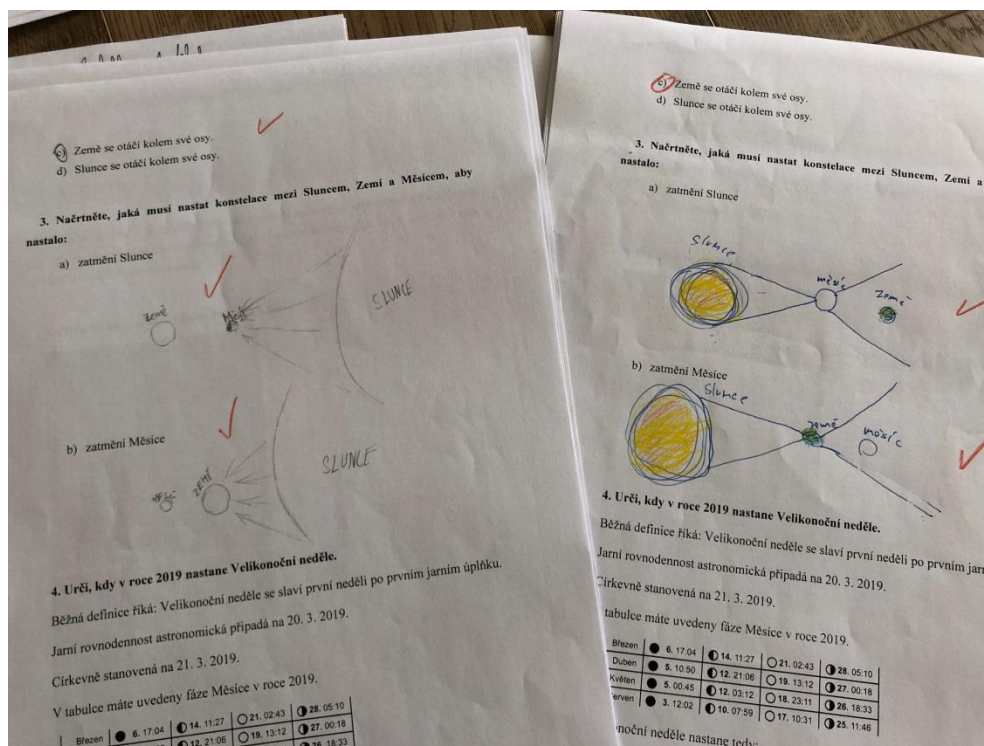 c) Země se otáčí kolem své osy.
d) Slunce se otáčí kolem své osy.
3. Načrtněte, jaká musí nastat konstelace mezi Sluncem, Zemí a Měsícem, aby
nastalo:
a) zatmění Slunce
země
Měsíc
SLUNCE
b) zatmění Měsíce
ZEMĚ
SLUNCE
4. Urči, kdy v roce 2019 nastane Velikonoční neděle.
Běžná definice říká: Velikonoční neděle se slaví první neděli po prvním jarním úplňku.
Jarní rovnodennost astronomická připadá na 20. 3. 2019.
Církevně stanovená na 21. 3. 2019.
V tabulce máte uvedeny fáze Měsíce v roce 2019.
Březen 6. 17:04 14. 11:27 21. 02:43 28. 05:10
12. 21:06 19. 13:12 27. 00:18
26. 18:33
c) Země se otáčí kolem své osy.
d) Slunce se otáčí kolem své osy.
3. Načrtněte, jaká musí nastat konstelace mezi Sluncem, Zemí a
nastalo:
a) zatmění Slunce
slunce
měsíc
země
b) zatmění Měsíce
Slunce
země
měsíc
4. Urči, kdy v roce 2019 nastane Velikonoční neděle.
Běžná definice říká: Velikonoční neděle se slaví první neděli po prvním jar
Jarní rovnodennost astronomická připadá na 20. 3. 2019.
Církevně stanovená na 21. 3. 2019.
tabulce máte uvedeny fáze Měsíce v roce 2019.
Březen 6. 17:04 14. 11:27 21. 02:43 28. 05:10
Duben 5. 10:50 12. 21:06 19. 13:12 27. 00:18
Květen 5. 00:45 12. 03:12 18. 23:11 26. 18:33
erven 3. 12:02 10. 07:59 17. 10:31 25. 11:46
noční neděle nastane tedy